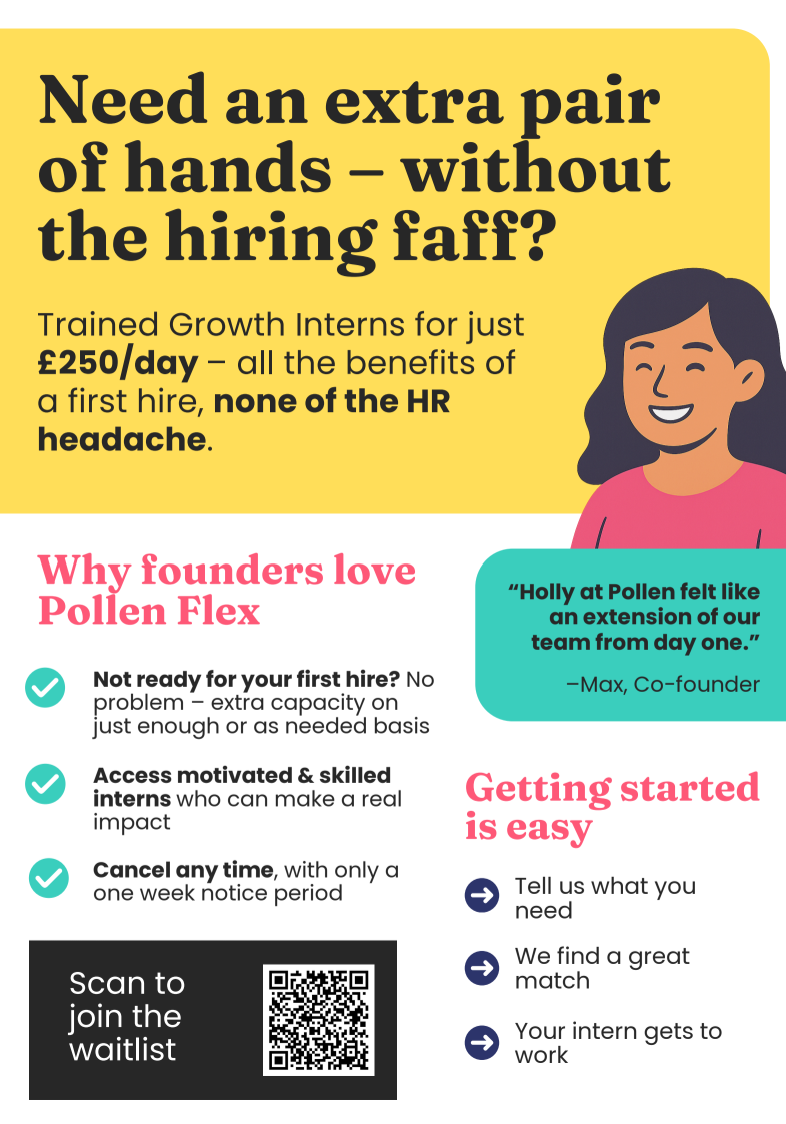 Need an extra pair
of hands – without
the hiring faff?
Trained Growth Interns for just
£250/day – all the benefits of
a first hire, none of the HR
headache.
Why founders love
Pollen Flex
Not ready for your first hire? No
problem – extra capacity on
just enough or as needed basis
Access motivated & skilled
interns who can make a real
impact
Cancel any time, with only a
one week notice period
Scan to
join the
waitlist
“Holly at Pollen felt like
an extension of our
team from day one.”
–Max, Co-founder
Getting started
is easy
Tell us what you
need
We find a great
match
Your intern gets to
work